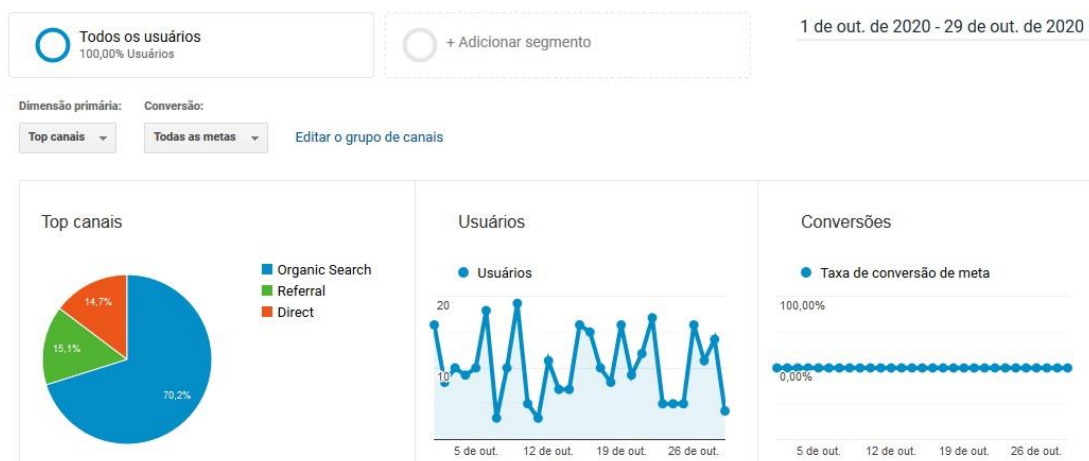 Todos os usuários
100,00% Usuários
+ Adicionar segmento
1 de out. de 2020 - 29 de out. de 2020
Dimensão primária:
Conversão:
Top canais
Todas as metas
Editar o grupo de canais
Top canais
Organic Search
Referral
Direct
14,7%
15,1%
70,2%
Usuários
Usuários
20
10
5 de out.
12 de out.
19 de out.
26 de out.
Conversões
Taxa de conversão de meta
100,00%
0,00%
5 de out.
12 de out.
19 de out.
26 de out.